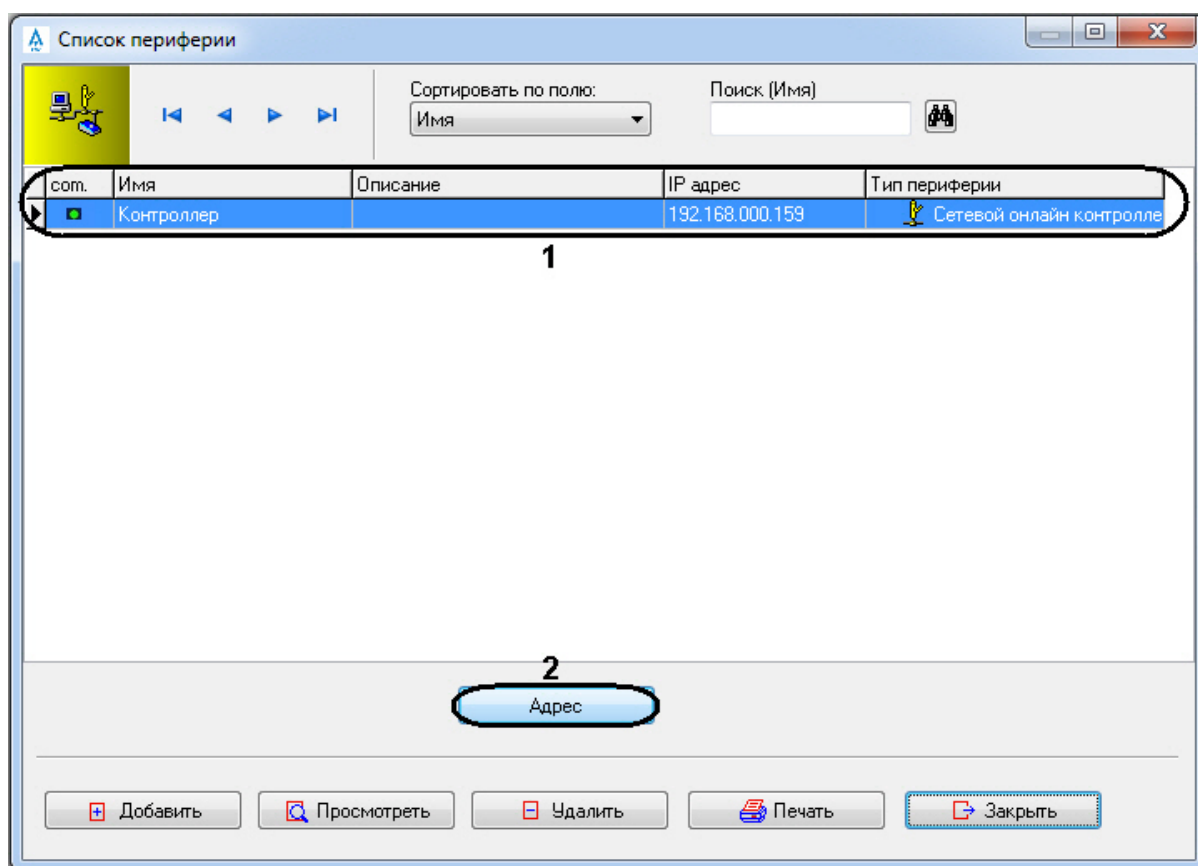 Список периферии
Сортировать по полю: Поиск (Имя)
Имя
com. Имя Описание IP адрес Тип периферии
Контроллер 192.168.000.159 Сетевой онлайн контролле
1
2
Адрес
Добавить Просмотреть Удалить Печать Закрыть